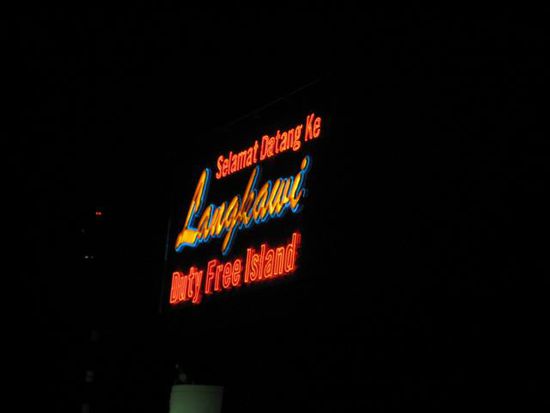 Selamat Datang Ke
Langkawi
Duty Free Island